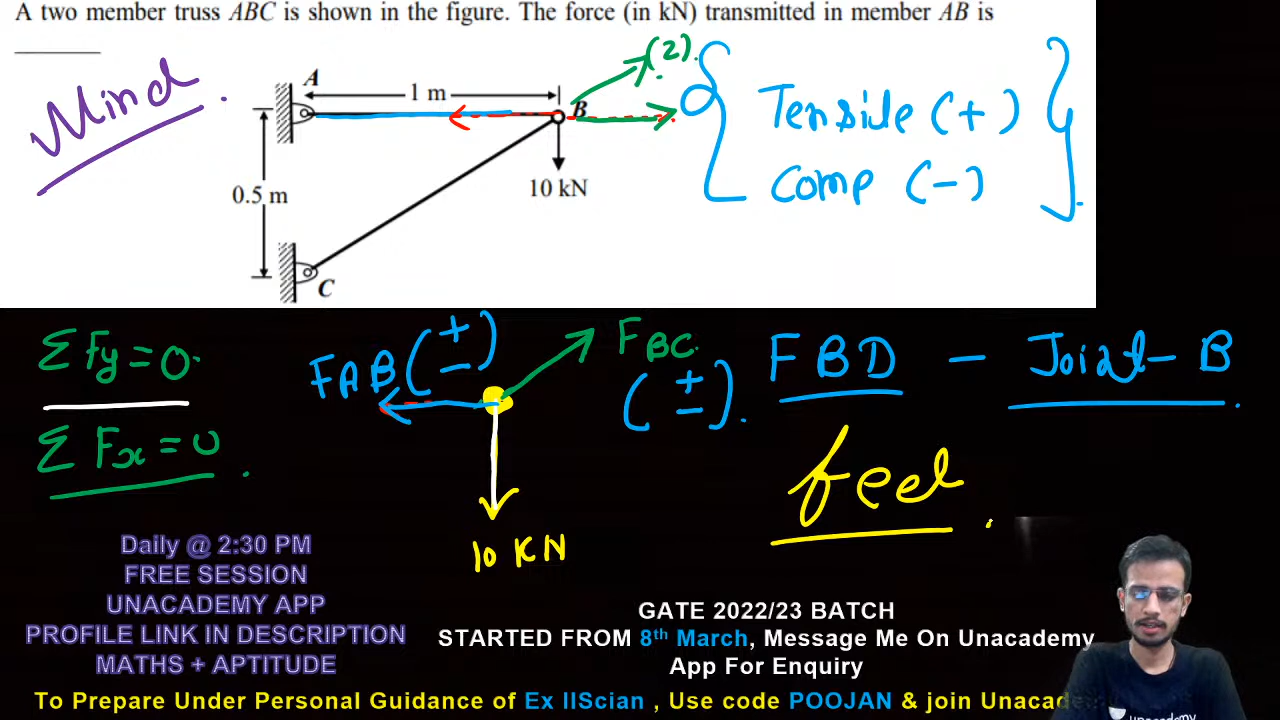 A two member truss ABC is shown in the figure. The force (in kN) transmitted in member AB is
Mind.
A
1 m
B
(2).
0.5 m
10 kN
C
Tensile (+)
Comp (-)
Σ Fy = 0.
Σ Fx = 0.
FAB (+ -)
FBC.
(+ -).
10 KN
FBD - Joint-B.
feel.
Daily @ 2:30 PM
FREE SESSION
UNACADEMY APP
PROFILE LINK IN DESCRIPTION
MATHS + APTITUDE
GATE 2022/23 BATCH
STARTED FROM 8th March, Message Me On Unacademy
App For Enquiry
To Prepare Under Personal Guidance of Ex IIScian , Use code POOJAN & join Unacade
unacademy